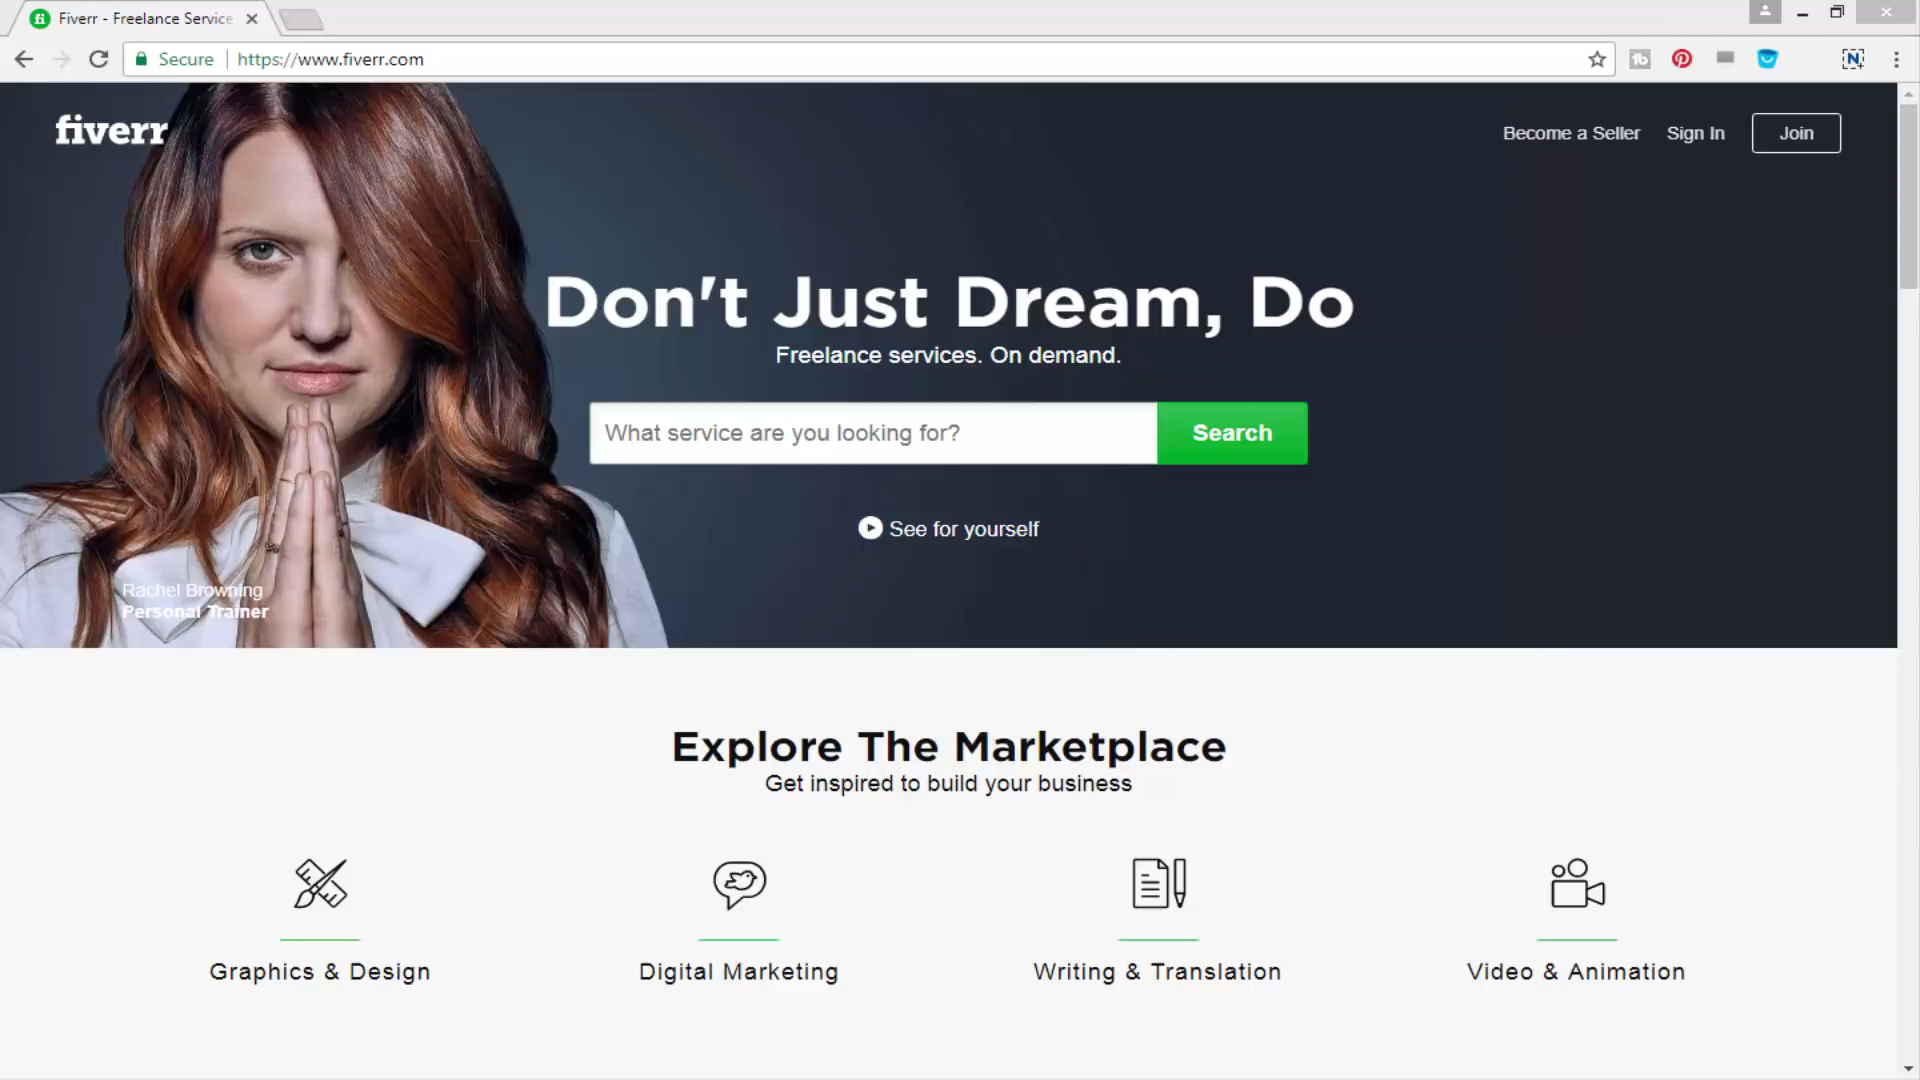 Fiverr - Freelance Service
Secure
https://www.fiverr.com
fiverr
Become a Seller
Sign In
Join
Don't Just Dream, Do
Freelance services. On demand.
What service are you looking for?
Search
See for yourself
Rachel Browning
Personal Trainer
Explore The Marketplace
Get inspired to build your business
Graphics & Design
Digital Marketing
Writing & Translation
Video & Animation